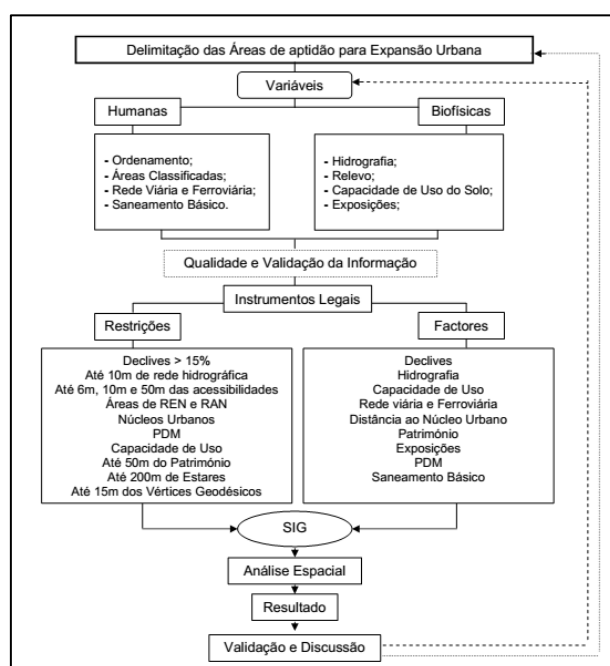 Delimitação das Áreas de aptidão para Expansão Urbana
Variáveis
Humanas
Biofísicas
- Ordenamento;
- Áreas Classificadas;
- Rede Viária e Ferroviária;
- Saneamento Básico.
- Hidrografia;
- Relevo;
- Capacidade de Uso do Solo;
- Exposições;
Qualidade e Validação da Informação
Instrumentos Legais
Restrições
Factores
Declives > 15%
Até 10m de rede hidrográfica
Até 6m, 10m e 50m das acessibilidades
Áreas de REN e RAN
Núcleos Urbanos
PDM
Capacidade de Uso
Até 50m do Património
Até 200m de Estares
Até 15m dos Vértices Geodésicos
Declives
Hidrografia
Capacidade de Uso
Rede viária e Ferroviária
Distância ao Núcleo Urbano
Património
Exposições
PDM
Saneamento Básico
SIG
Análise Espacial
Resultado
Validação e Discussão